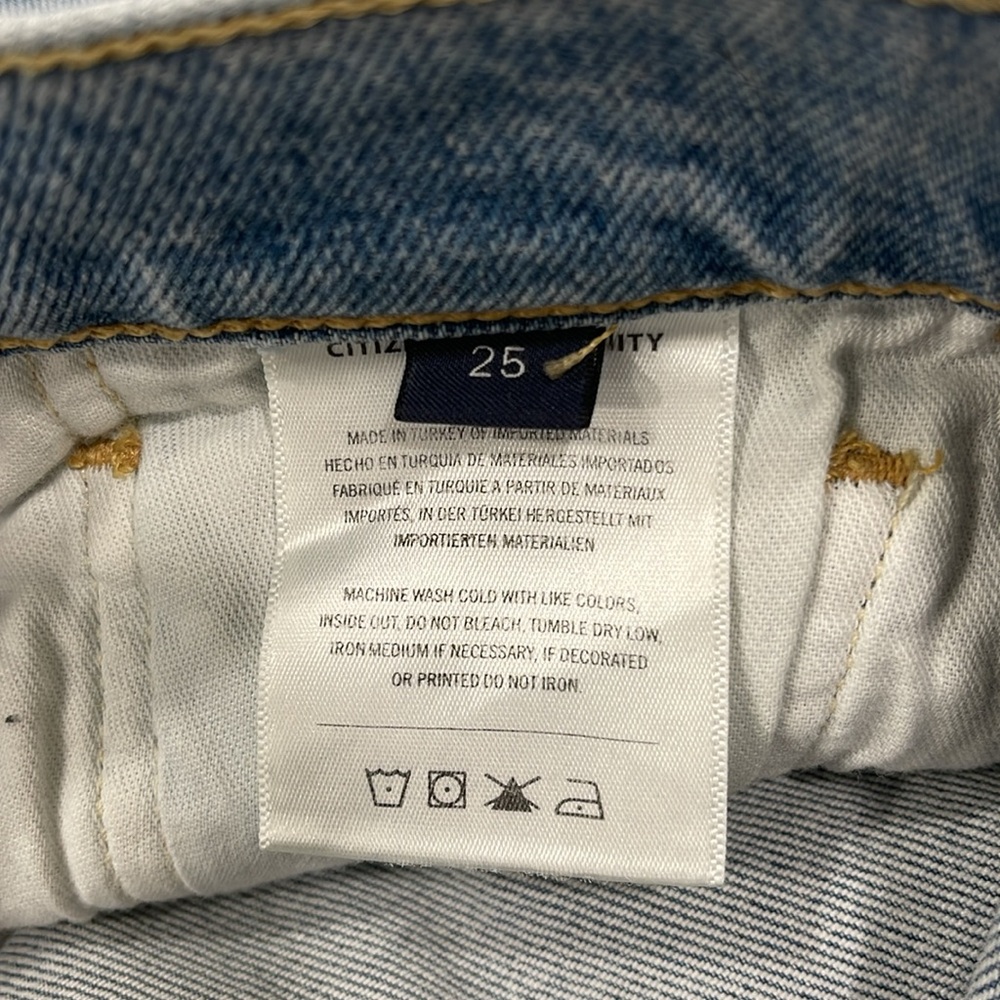 25
MADE IN TURKEY OF IMPORTED MATERIALS
HECHO EN TURQUIA DE MATERIALES IMPORTADOS
FABRIQUÉ EN TURQUIE A PARTIR DE MATÉRIAUX
IMPORTÉS, IN DER TÜRKEI HERGESTELLT MIT
IMPORTIERTEN MATERIALIEN
MACHINE WASH COLD WITH LIKE COLORS,
INSIDE OUT, DO NOT BLEACH, TUMBLE DRY LOW,
IRON MEDIUM IF NECESSARY, IF DECORATED
OR PRINTED DO NOT IRON.